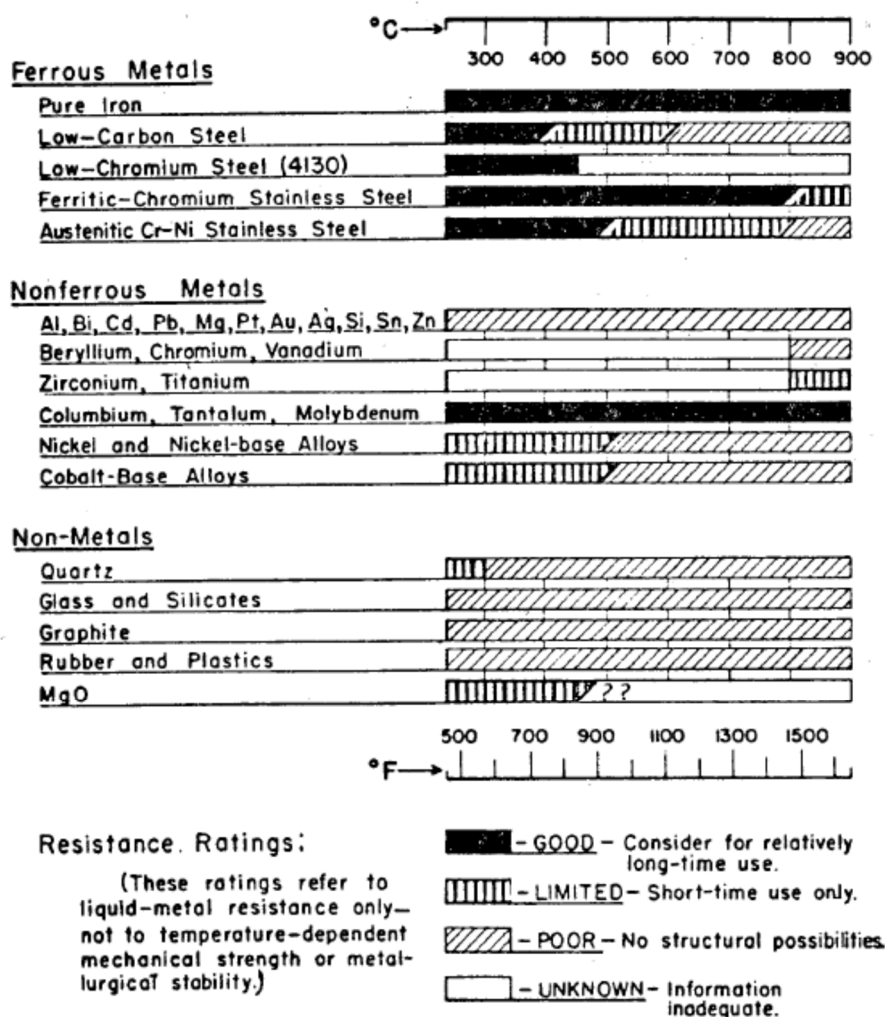 °C
300 400 500 600 700 800 900
Ferrous Metals
Pure Iron
Low-Carbon Steel
Low-Chromium Steel (4130)
Ferritic-Chromium Stainless Steel
Austenitic Cr-Ni Stainless Steel
Nonferrous Metals
Al, Bi, Cd, Pb, Mg, Pt, Au, Ag, Si, Sn, Zn
Beryllium, Chromium, Vanadium
Zirconium, Titanium
Columbium, Tantalum, Molybdenum
Nickel and Nickel-base Alloys
Cobalt-Base Alloys
Non-Metals
Quartz
Glass and Silicates
Graphite
Rubber and Plastics
MgO ? ?
500 700 900 1100 1300 1500
°F
Resistance. Ratings:
(These ratings refer to
liquid-metal resistance only—
not to temperature-dependent
mechanical strength or metal-
lurgical stability.)
- GOOD - Consider for relatively
long-time use.
- LIMITED - Short-time use only.
- POOR - No structural possibilities.
- UNKNOWN - Information
inadequate.